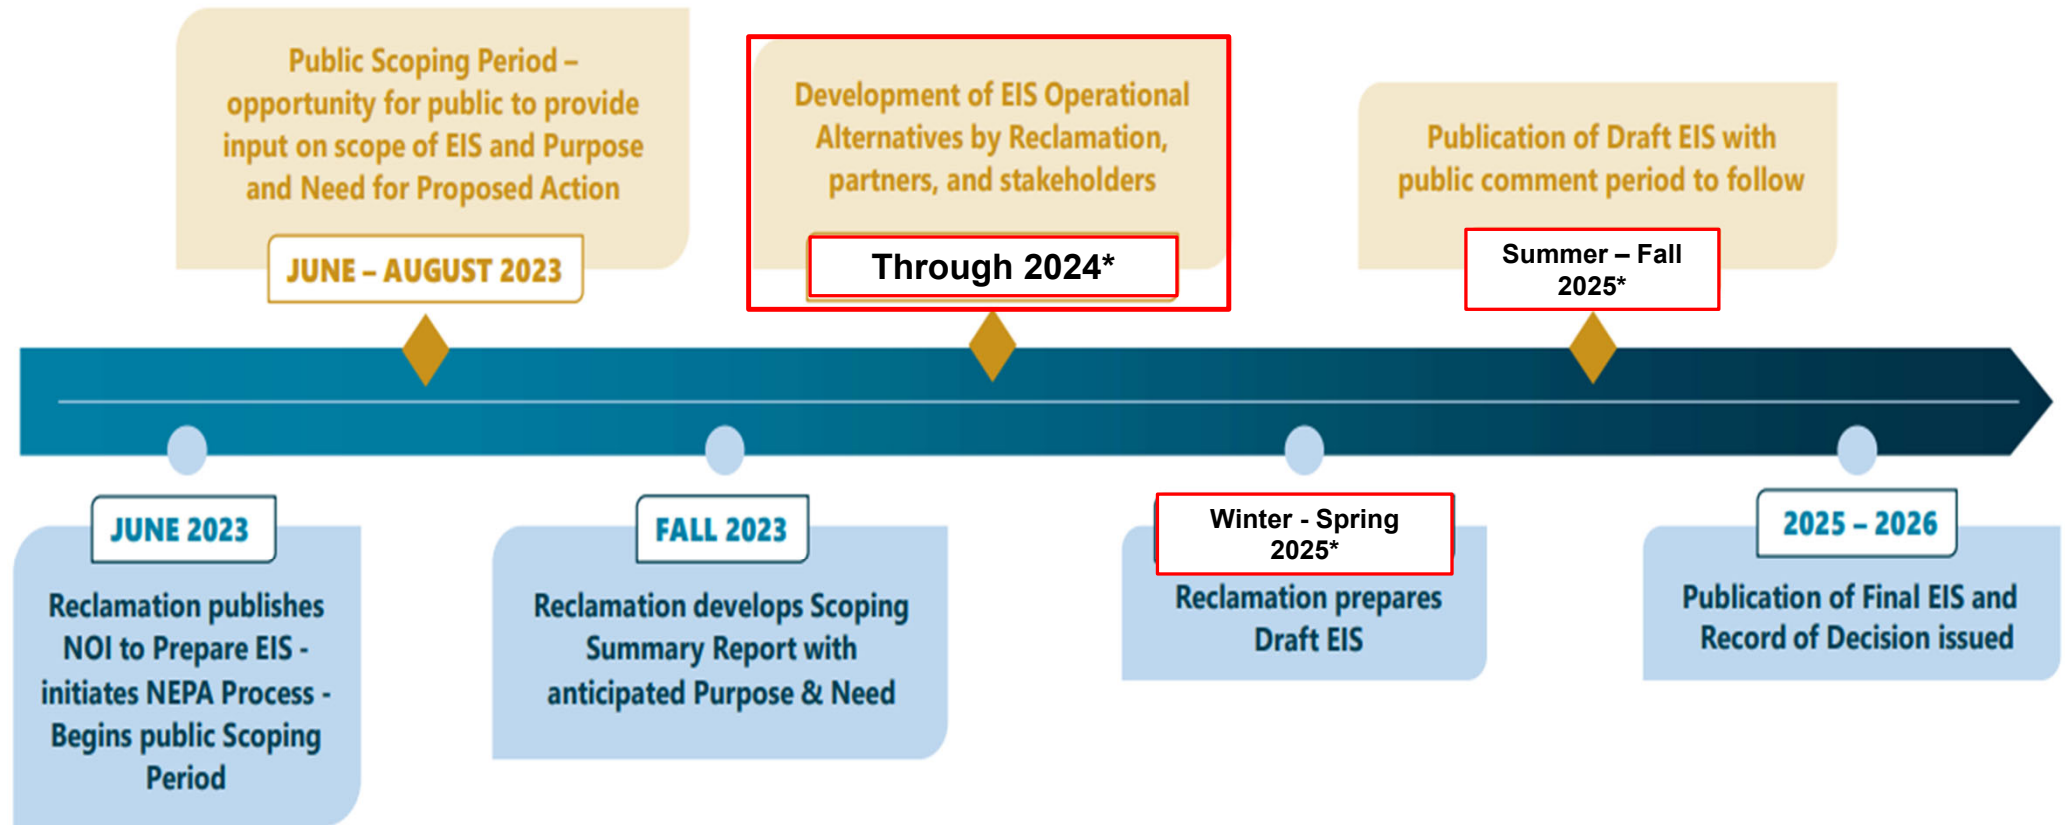 Public Scoping Period –
opportunity for public to provide
input on scope of EIS and Purpose
and Need for Proposed Action
JUNE – AUGUST 2023
Development of EIS Operational
Alternatives by Reclamation,
partners, and stakeholders
Through 2024*
Publication of Draft EIS with
public comment period to follow
Summer – Fall
2025*
JUNE 2023
Reclamation publishes
NOI to Prepare EIS -
initiates NEPA Process -
Begins public Scoping
Period
FALL 2023
Reclamation develops Scoping
Summary Report with
anticipated Purpose & Need
Winter - Spring
2025*
Reclamation prepares
Draft EIS
2025 – 2026
Publication of Final EIS and
Record of Decision issued